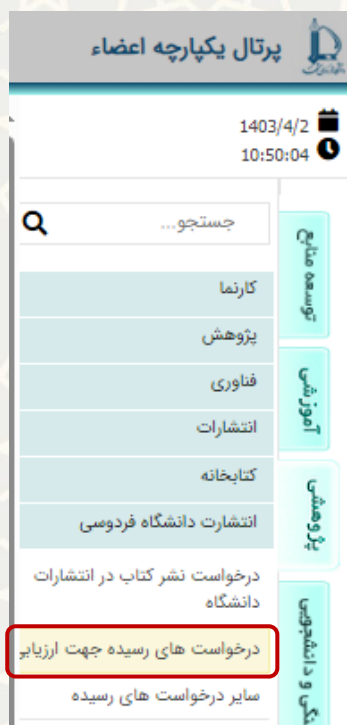 پرتال یکپارچه اعضاء
1403/4/2
10:50:04
جستجو...
کارنما
پژوهش
فناوری
انتشارات
کتابخانه
انتشارت دانشگاه فردوسی
درخواست نشر کتاب در انتشارات
دانشگاه
درخواست های رسیده جهت ارزیابی
سایر درخواست های رسیده
توسعه منابع
آموزشی
پژوهشی
و دانشجویی